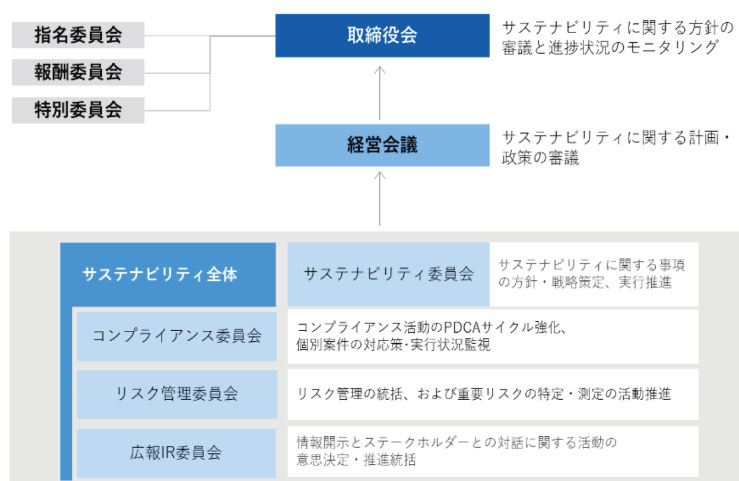 指名委員会
報酬委員会
特別委員会
取締役会
サステナビリティに関する方針の
審議と進捗状況のモニタリング
経営会議
サステナビリティに関する計画・
政策の審議
サステナビリティ全体
サステナビリティ委員会
サステナビリティに関する事項
の方針・戦略策定、実行推進
コンプライアンス委員会
コンプライアンス活動のPDCAサイクル強化、
個別案件の対応策･実行状況監視
リスク管理委員会
リスク管理の統括、および重要リスクの特定・測定の活動推進
広報IR委員会
情報開示とステークホルダーとの対話に関する活動の
意思決定・推進統括